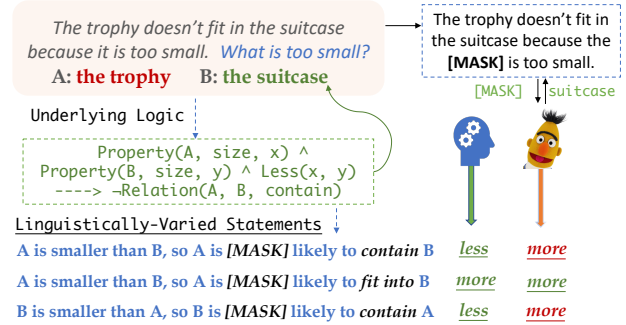 The trophy doesn't fit in the suitcase
because it is too small. What is too small?
A: the trophy B: the suitcase
The trophy doesn't fit in
the suitcase because the
[MASK] is too small.
[MASK] suitcase
Underlying Logic
Property(A, size, x) ∧
Property(B, size, y) ∧ Less(x, y)
----> ¬Relation(A, B, contain)
Linguistically-Varied Statements
A is smaller than B, so A is [MASK] likely to contain B less more
A is smaller than B, so A is [MASK] likely to fit into B more more
B is smaller than A, so B is [MASK] likely to contain A less more